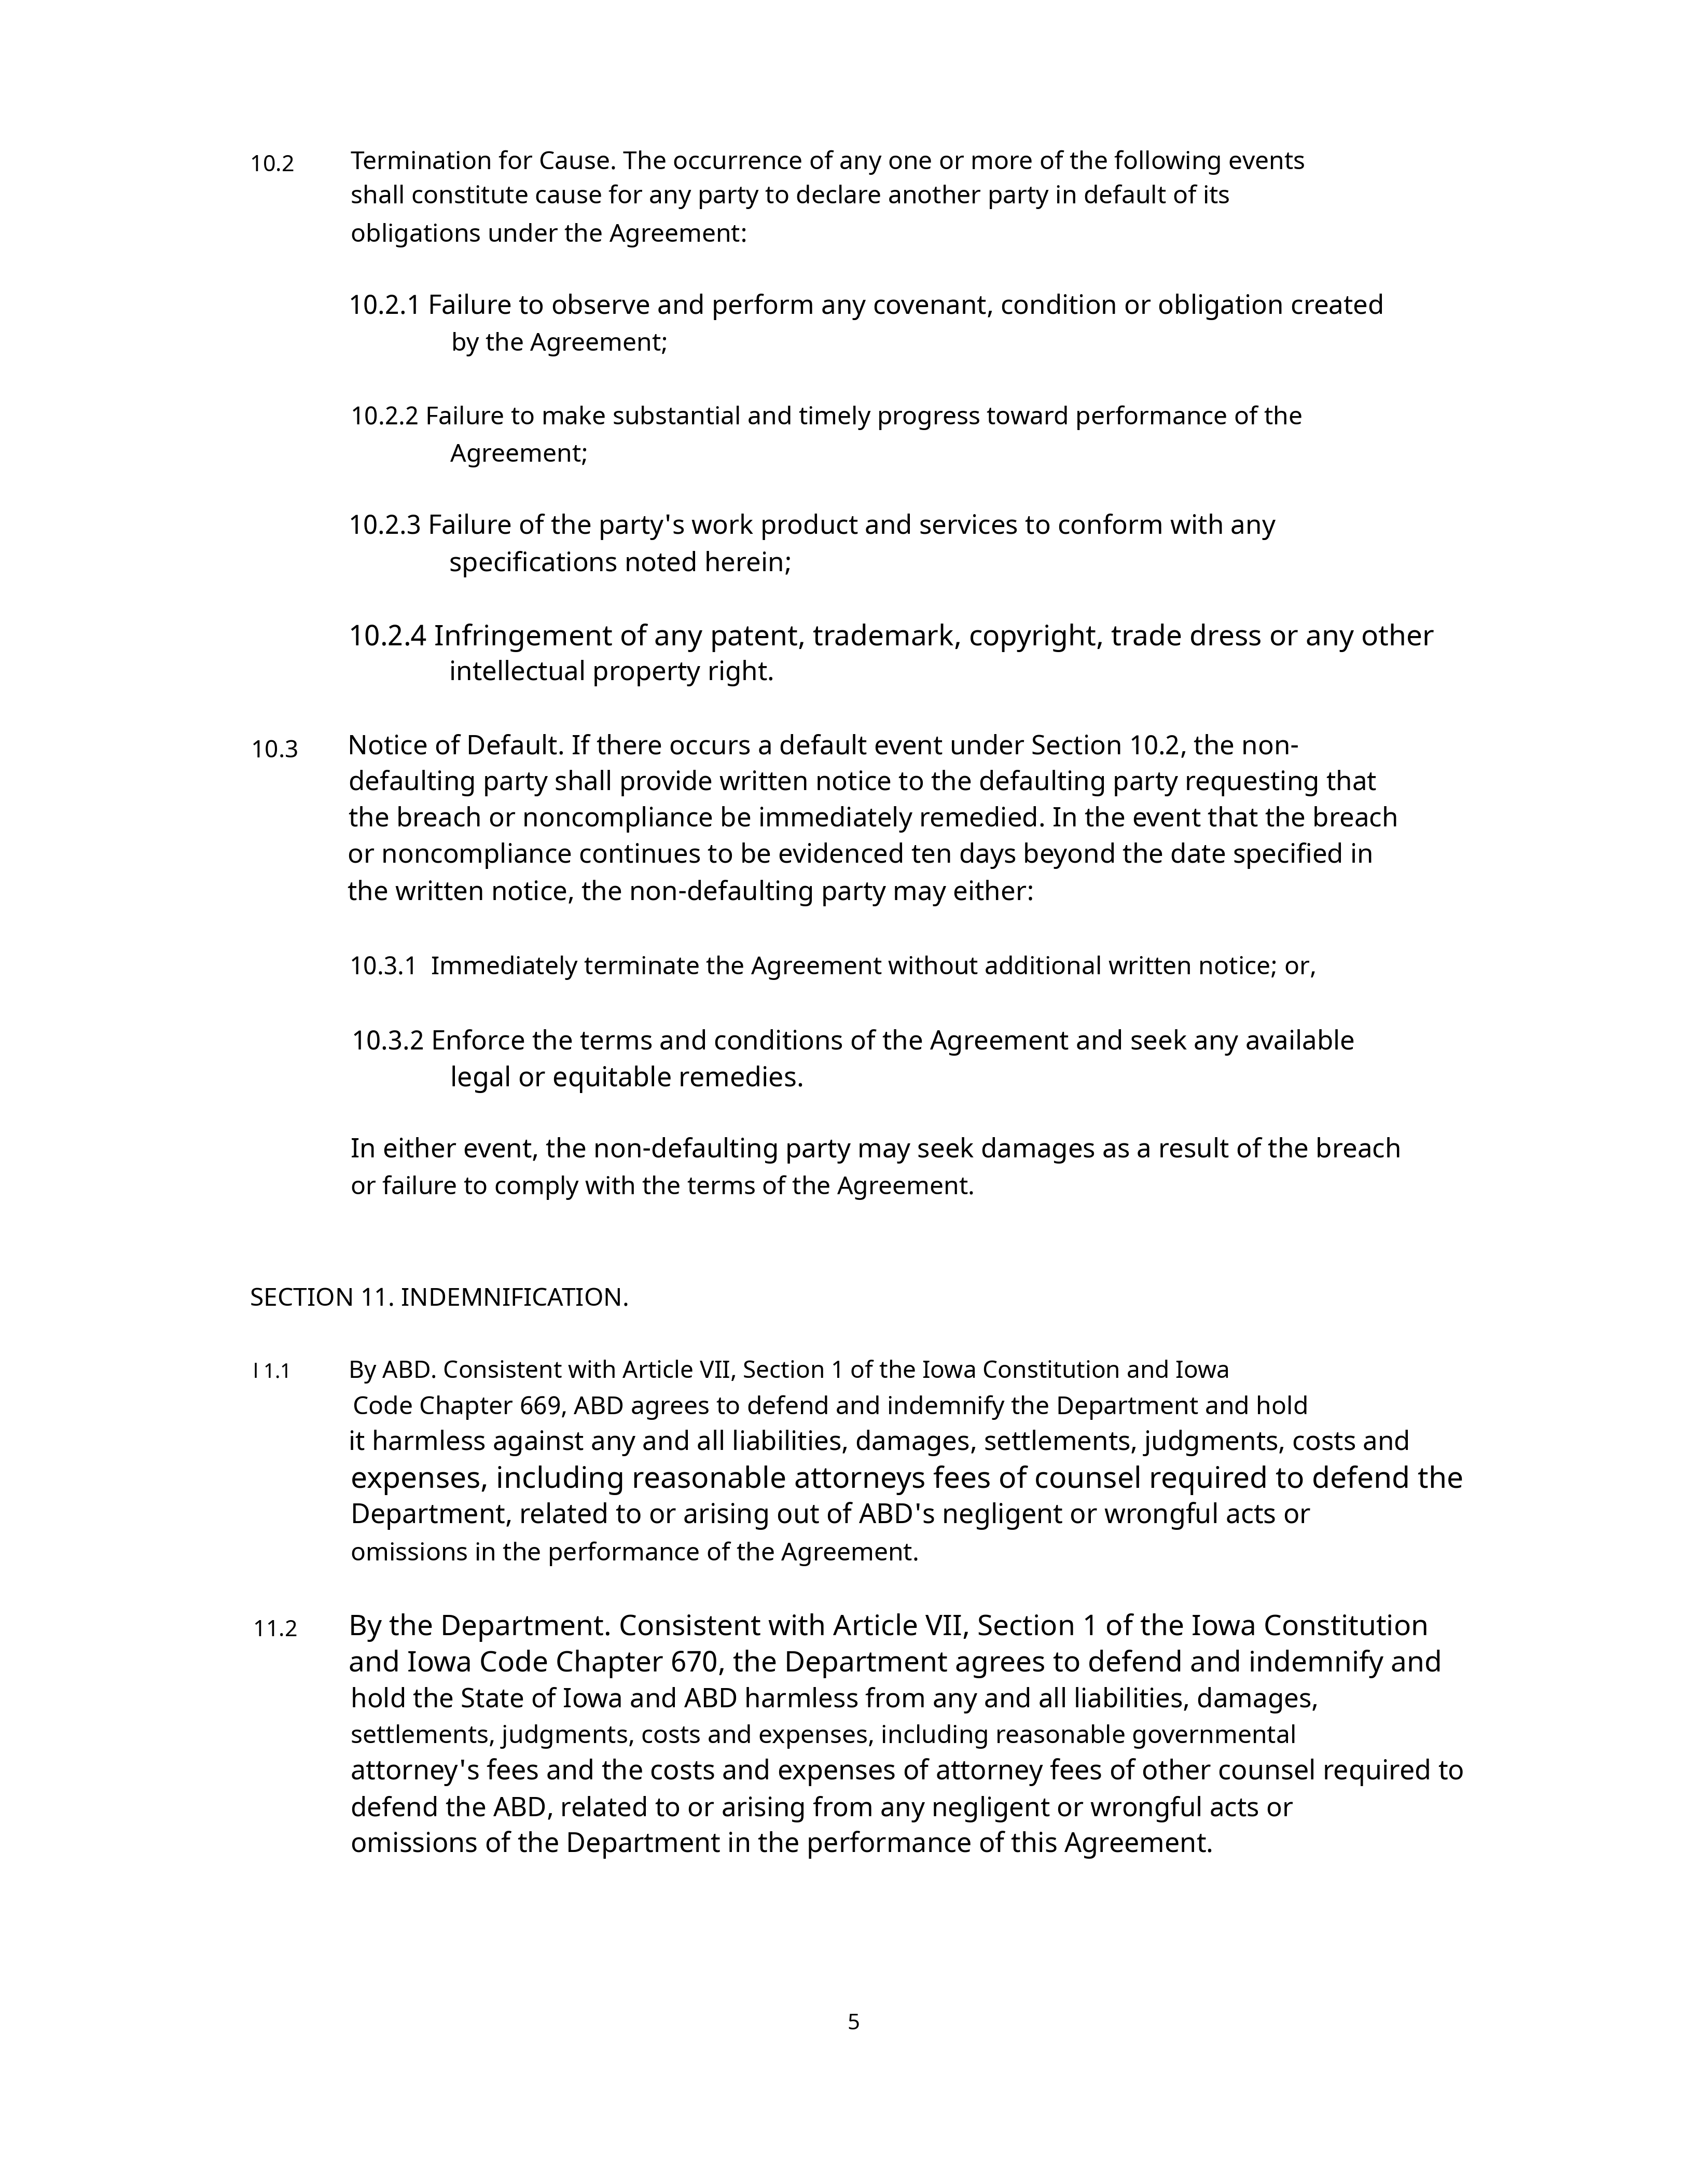 10.2 Termination for Cause. The occurrence of any one or more of the following events
shall constitute cause for any party to declare another party in default of its
obligations under the Agreement:
10.2.1 Failure to observe and perform any covenant, condition or obligation created
by the Agreement;
10.2.2 Failure to make substantial and timely progress toward performance of the
Agreement;
10.2.3 Failure of the party's work product and services to conform with any
specifications noted herein;
10.2.4 Infringement of any patent, trademark, copyright, trade dress or any other
intellectual property right.
10.3 Notice of Default. If there occurs a default event under Section 10.2, the non-
defaulting party shall provide written notice to the defaulting party requesting that
the breach or noncompliance be immediately remedied. In the event that the breach
or noncompliance continues to be evidenced ten days beyond the date specified in
the written notice, the non-defaulting party may either:
10.3.1 Immediately terminate the Agreement without additional written notice; or,
10.3.2 Enforce the terms and conditions of the Agreement and seek any available
legal or equitable remedies.
In either event, the non-defaulting party may seek damages as a result of the breach
or failure to comply with the terms of the Agreement.
SECTION 11. INDEMNIFICATION.
I 1.1 By ABD. Consistent with Article VII, Section 1 of the Iowa Constitution and Iowa
Code Chapter 669, ABD agrees to defend and indemnify the Department and hold
it harmless against any and all liabilities, damages, settlements, judgments, costs and
expenses, including reasonable attorneys fees of counsel required to defend the
Department, related to or arising out of ABD's negligent or wrongful acts or
omissions in the performance of the Agreement.
11.2 By the Department. Consistent with Article VII, Section 1 of the Iowa Constitution
and Iowa Code Chapter 670, the Department agrees to defend and indemnify and
hold the State of Iowa and ABD harmless from any and all liabilities, damages,
settlements, judgments, costs and expenses, including reasonable governmental
attorney's fees and the costs and expenses of attorney fees of other counsel required to
defend the ABD, related to or arising from any negligent or wrongful acts or
omissions of the Department in the performance of this Agreement.
5